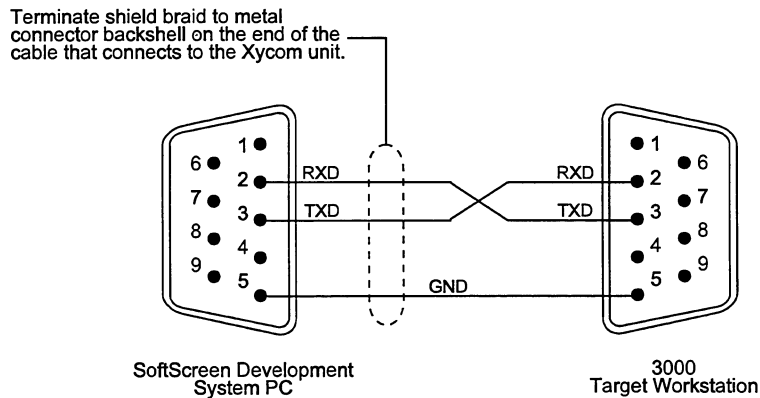 Terminate shield braid to metal
connector backshell on the end of the
cable that connects to the Xycom unit.
1
6
2
7
3
8
4
9
5
RXD
TXD
GND
RXD
TXD
1
6
2
7
3
8
4
9
5
SoftScreen Development
System PC
3000
Target Workstation